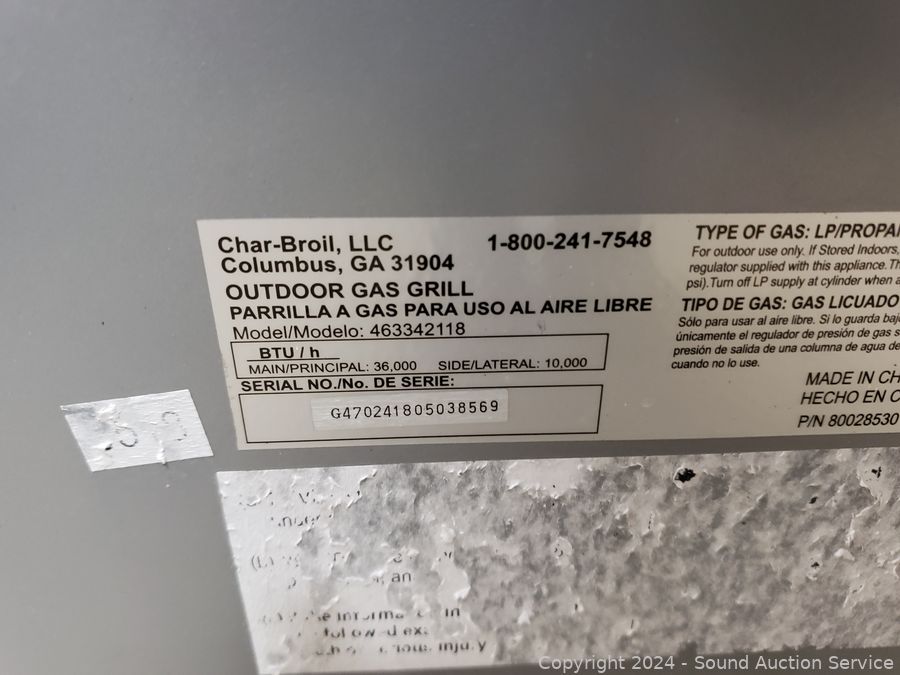 Char-Broil, LLC
1-800-241-7548
Columbus, GA 31904
OUTDOOR GAS GRILL
PARRILLA A GAS PARA USO AL AIRE LIBRE
Model/Modelo: 463342118
BTU / h
MAIN/PRINCIPAL: 36,000 SIDE/LATERAL: 10,000
SERIAL NO./No. DE SERIE:
G470241805038569
TYPE OF GAS: LP/PROPA
For outdoor use only. If Stored Indoors,
regulator supplied with this appliance. Th
psi).Turn off LP supply at cylinder when a
TIPO DE GAS: GAS LICUADO
Sólo para usar al aire libre. Si lo guarda baj
únicamente el regulador de presión de gas s
presión de salida de una columna de agua de
cuando no lo use.
MADE IN CH
HECHO EN C
P/N 80028530
an
in
injury
Copyright © 2024 - Sound Auction Service